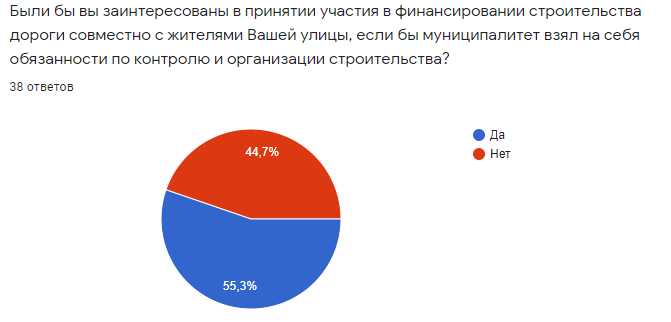 Были бы вы заинтересованы в принятии участия в финансировании строительства
дороги совместно с жителями Вашей улицы, если бы муниципалитет взял на себя
обязанности по контролю и организации строительства?
38 ответов
Да
Нет
44,7%
55,3%